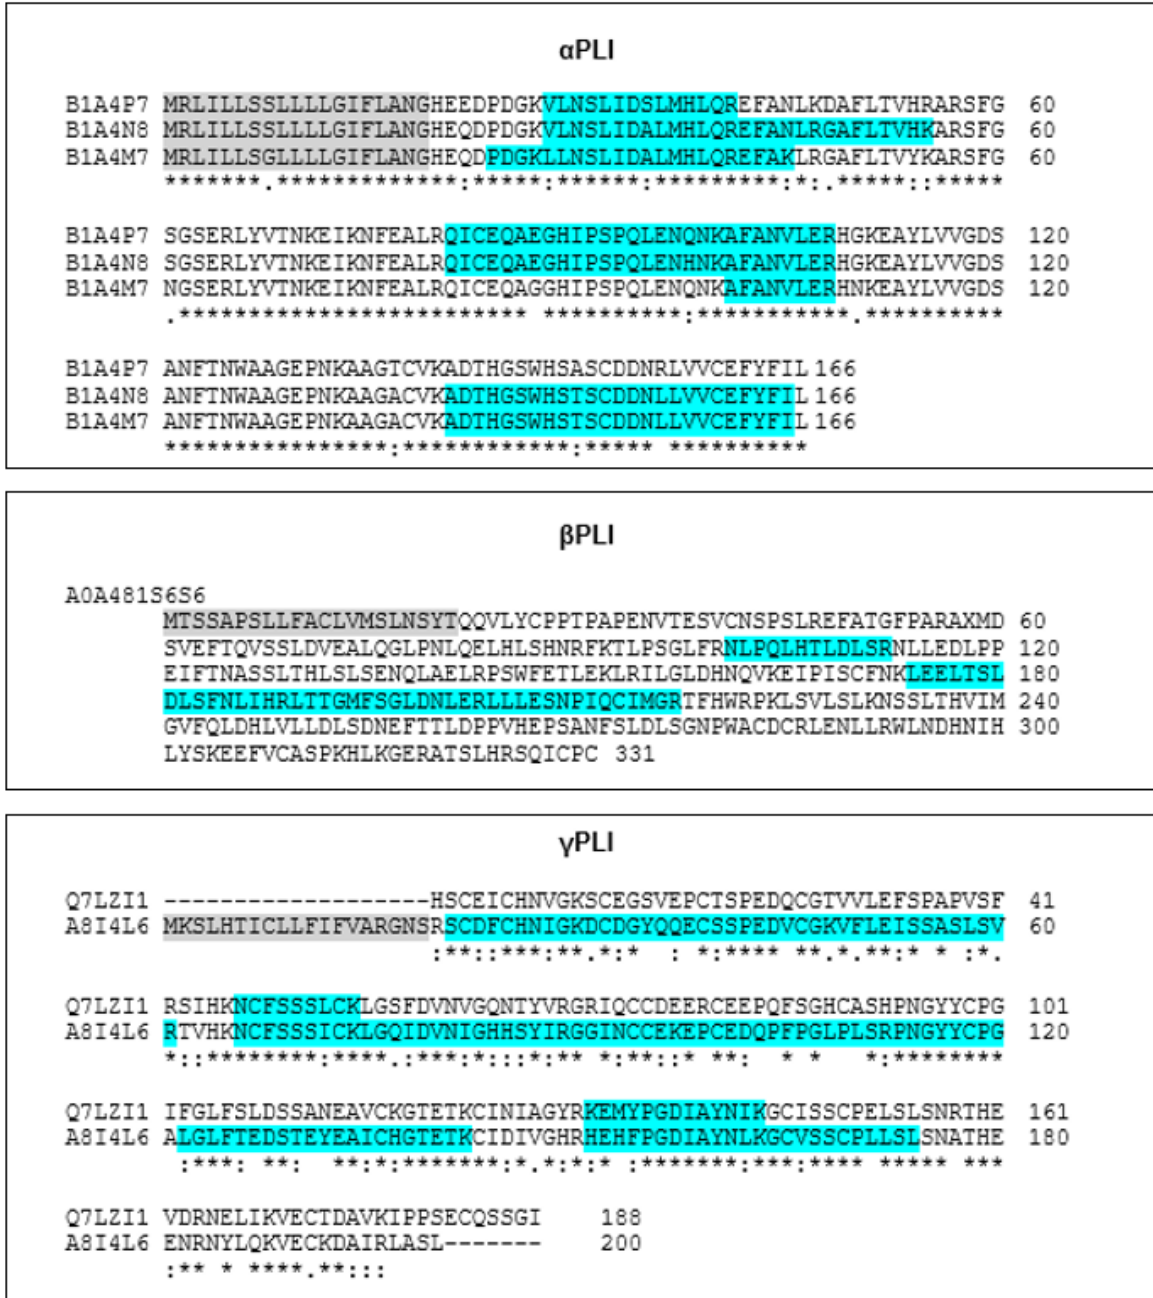 αPLI
B1A4P7 MRLILLSSLLLLGIFLANGHEEDPDGKVLNSLIDSLMHLQREFANLKDAFLTVHRARSFG 60
B1A4N8 MRLILLSSLLLLGIFLANGHEQDPDGKVLNSLIDALMHLQREFANLRGAFLTVHKARSFG 60
B1A4M7 MRLILLSGLLLLGIFLANGHEQDPDGKLLNSLIDALMHLQREFAKLRGAFLTVYKARSFG 60
*******.*************:*****:******:*********:*:.*****::*****
B1A4P7 SGSERLYVTNKEIKNFEALRQICEQAEGHIPSPQLENQNKAFANVLERHGKEAYLVVGDS 120
B1A4N8 SGSERLYVTNKEIKNFEALRQICEQAEGHIPSPQLENHNKAFANVLERHGKEAYLVVGDS 120
B1A4M7 NGSERLYVTNKEIKNFEALRQICEQAGGHIPSPQLENQNKAFANVLERHNKEAYLVVGDS 120
.************************* **********:***********.**********
B1A4P7 ANFTNWAAGEPNKAAGTCVKADTHGSWHSASCDDNRLVVCEFYFIL 166
B1A4N8 ANFTNWAAGEPNKAAGACVKADTHGSWHSTSCDDNLLVVCEFYFIL 166
B1A4M7 ANFTNWAAGEPNKAAGACVKADTHGSWHSTSCDDNLLVVCEFYFIL 166
****************:************:***** **********
βPLI
A0A481S6S6
MTSSAPSLLFACLVMSLNSYTQQVLYCPPTPAPENVTESVCNSPSLREFATGFPARAXMD 60
SVEFTQVSSLDVEALQGLPNLQELHLSHNRFKTLPSGLFRNLPQLHTLDLSRNLLEDLPP 120
EIFTNASSLTHLSLSENQLAELRPSWFETLEKLRILGLDHNQVKEIPISCFNKLEELTSL 180
DLSFNLIHRLTTGMFSGLDNLERLLLESNPIQCIMGRTFHWRPKLSVLSLKNSSLTHVIM 240
GVFQLDHLVLLDLSDNEFTTLDPPVHEPSANFSLDLSGNPWACDCRLENLLRWLNDHNIH 300
LYSKEEFVCASPKHLKGERATSLHRSQICPC 331
γPLI
Q7LZI1 -------------------HSCEICHNVGKSCEGSVEPCTSPEDQCGTVVLEFSPAPVSF 41
A8I4L6 MKSLHTICLLFIFVARGNSRSCDFCHNIGKDCDGYQQECSSPEDVCGKVFLEISSASLSV 60
:**::***:**.*:*  : *:**** **.*.**:* *:*.
Q7LZI1 RSIHKNCFSSSLCKLGSFDVNVGQNTYVRGRIQCCDEERCEEPQFSGHCASHPNGYYCPG 101
A8I4L6 RTVHKNCFSSSICKLGQIDVNIGHHSYIRGGINCCEKEPCEDQPFPGLPLSRPNGYYCPG 120
*::********:****.:***:*:::*:** *:**::* **:  * *   *:********
Q7LZI1 IFGLFSLDSSANEAVCKGTETKCINIAGYRKEMYPGDIAYNIKGCISSCPELSLSNRTHE 161
A8I4L6 ALGLFTEDSTEYEAICHGTETKCIDIVGHRHEHFPGDIAYNLKGCVSSCPLLSLSNATHE 180
:***: **:  **:*:*******:*.*:*:* :*******:***:**** ***** ***
Q7LZI1 VDRNELIKVECTDAVKIPPSECQSSGI 188
A8I4L6 ENRNYLQKVECKDAIRLASL------- 200
:** * ****.**:::